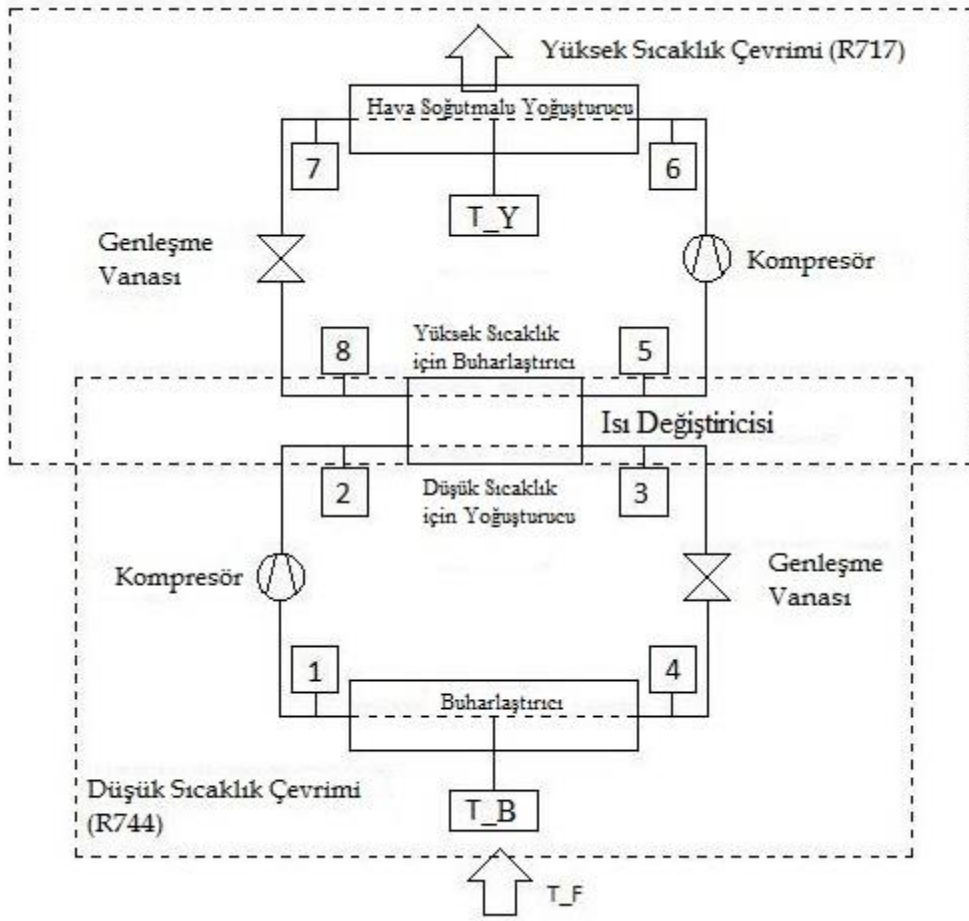 Yüksek Sıcaklık Çevrimi (R717)
Hava Soğutmalu Yoğuşturucu
7
6
T_Y
Genleşme
Vanası
Kompresör
8
Yüksek Sıcaklık
için Buharlaştırıcı
5
Isı Değiştiricisi
2
Düşük Sıcaklık
için Yoğuşturucu
3
Kompresör
Genleşme
Vanası
1
Buharlaştırıcı
4
Düşük Sıcaklık Çevrimi
(R744)
T_B
T_F